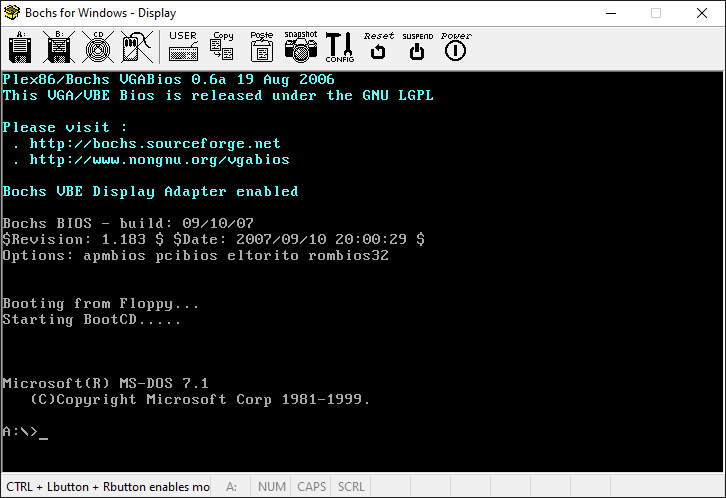 Bochs for Windows - Display
A: B: CD USER Copy Paste snapshot CONFIG Reset SUSPEND Power
Plex86/Bochs VGABios 0.6a 19 Aug 2006
This VGA/VBE Bios is released under the GNU LGPL
Please visit :
. http://bochs.sourceforge.net
. http://www.nongnu.org/vgabios
Bochs VBE Display Adapter enabled
Bochs BIOS - build: 09/10/07
$Revision: 1.183 $ $Date: 2007/09/10 20:00:29 $
Options: apmbios pcibios eltorito rombios32
Booting from Floppy...
Starting BootCD.....
Microsoft(R) MS-DOS 7.1
(C)Copyright Microsoft Corp 1981-1999.
A:\>_
CTRL + Lbutton + Rbutton enables mo A: NUM CAPS SCRL